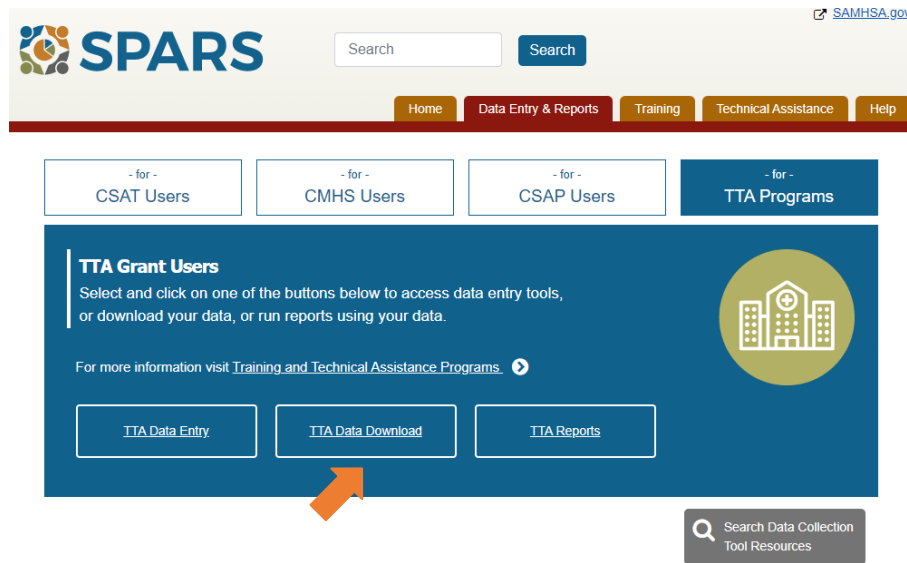 SAMHSA.gov
SPARS
Search
Search
Home
Data Entry & Reports
Training
Technical Assistance
Help
- for -
CSAT Users
- for -
CMHS Users
- for -
CSAP Users
- for -
TTA Programs
TTA Grant Users
Select and click on one of the buttons below to access data entry tools,
or download your data, or run reports using your data.
For more information visit Training and Technical Assistance Programs
TTA Data Entry
TTA Data Download
TTA Reports
Search Data Collection
Tool Resources